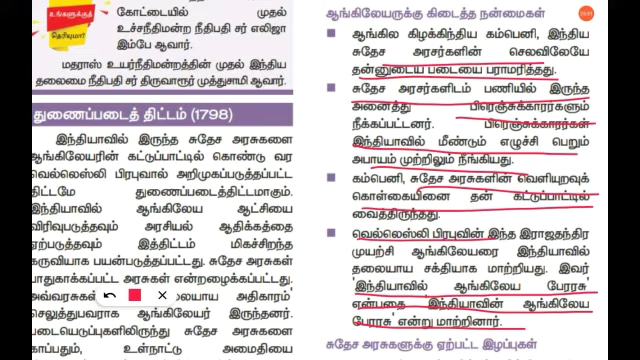 உங்களுக்குத்
தெரியுமா?
கோட்டையில் முதல்
உச்சநீதிமன்ற நீதிபதி சர் எலிஜா
இம்பே ஆவார்.
மதராஸ் உயர்நீதிமன்றத்தின் முதல் இந்திய
தலைமை நீதிபதி சர் திருவாரூர் முத்துசாமி ஆவார்.
துணைப்படைத் திட்டம் (1798)
இந்தியாவில் இருந்த சுதேச அரசுகளை
ஆங்கிலேயரின் கட்டுப்பாட்டில் கொண்டு வர
வெல்லெஸ்லி பிரபுவால் அறிமுகப்படுத்தப்பட்ட
திட்டமே துணைப்படைத்திட்டமாகும்.
இந்தியாவில் ஆங்கிலேய ஆட்சியை
விரிவுபடுத்தவும் அரசியல் ஆதிக்கத்தை
ஏற்படுத்தவும் இத்திட்டம் மிகச்சிறந்த
கருவியாக பயன்படுத்தப்பட்டது. சுதேச அரசுகள்
பாதுகாக்கப்பட்ட அரசுகள் என்றழைக்கப்பட்டது.
அவ்வரசுகள் லையாய அதிகாரம்'
செலுத்துபவராக ஆங்கிலேயர் இருந்தனர்.
படையெடுப்புகளிலிருந்து சுதேச அரசுகளை
காப்பதும், உள்நாட்டு அமைதியை
ஆங்கிலேயருக்கு கிடைத்த நன்மைகள்
ஆங்கில கிழக்கிந்திய கம்பெனி, இந்திய
சுதேச அரசர்களின் செலவிலேயே
தன்னுடைய படையை பராமரித்தது.
சுதேச அரசர்களிடம் பணியில் இருந்த
அனைத்து பிரெஞ்சுக்காரர்களும்
நீக்கப்பட்டனர். பிரெஞ்சுக்காரர்கள்
இந்தியாவில் மீண்டும் எழுச்சி பெறும்
அபாயம் முற்றிலும் நீங்கியது.
கம்பெனி, சுதேச அரசுகளின் வெளியுறவுக்
கொள்கையினை தன் கட்டுப்பாட்டில்
வைத்திருந்தது.
வெல்லெஸ்லி பிரபுவின் இந்த இராஜதந்திர
முயற்சி ஆங்கிலேயரை இந்தியாவில்
தலையாய சக்தியாக மாற்றியது. இவர்
'இந்தியாவில் ஆங்கிலேய பேரரசு'
என்பதை இந்தியாவின் ஆங்கிலேய
பேரரசு' என்று மாற்றினார்.
சுதேச அரசுகளுக்கு ஏற்பட்ட இழப்புகள்